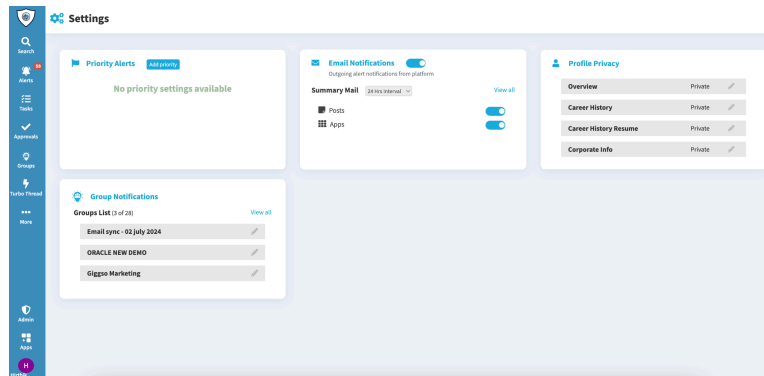 Settings
Search
58
Alerts
Tasks
Approvals
Groups
Turbo Thread
More
Admin
Apps
H
Priority Alerts
Add priority
No priority settings available
Email Notifications
Outgoing alert notifications from platform
Summary Mail
24 Hrs interval
View all
Posts
Apps
Profile Privacy
Overview Private
Career History Private
Career History Resume Private
Corporate Info Private
Group Notifications
Groups List (3 of 28)
View all
Email sync - 02 july 2024
ORACLE NEW DEMO
Giggso Marketing